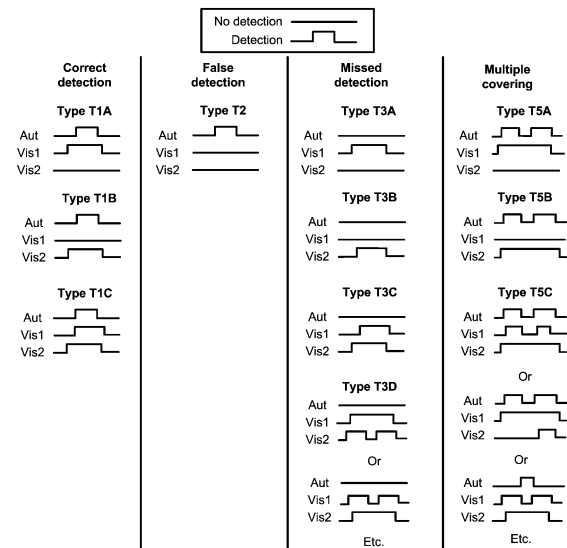 No detection
Detection
Correct
detection
Type T1A
Aut
Vis1
Vis2
Type T1B
Aut
Vis1
Vis2
Type T1C
Aut
Vis1
Vis2
False
detection
Type T2
Aut
Vis1
Vis2
Missed
detection
Type T3A
Aut
Vis1
Vis2
Type T3B
Aut
Vis1
Vis2
Type T3C
Aut
Vis1
Vis2
Type T3D
Aut
Vis1
Vis2
Or
Aut
Vis1
Vis2
Etc.
Multiple
covering
Type T5A
Aut
Vis1
Vis2
Type T5B
Aut
Vis1
Vis2
Type T5C
Aut
Vis1
Vis2
Or
Aut
Vis1
Vis2
Or
Aut
Vis1
Vis2
Etc.